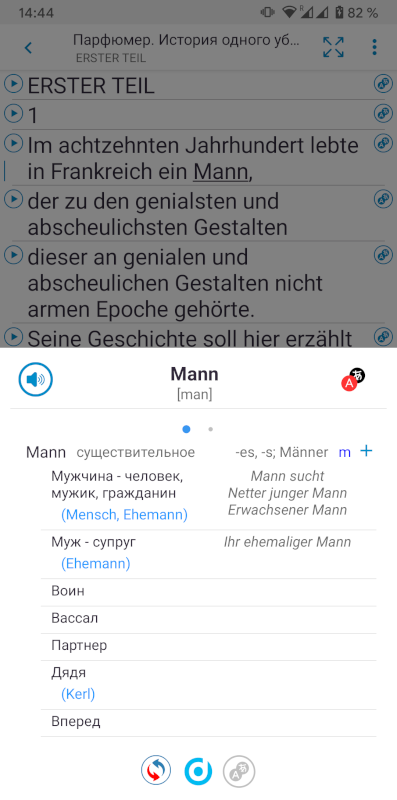 14:44 R 82 %
Парфюмер. История одного уб…
ERSTER TEIL
ERSTER TEIL
1
Im achtzehnten Jahrhundert lebte
in Frankreich ein Mann,
der zu den genialsten und
abscheulichsten Gestalten
dieser an genialen und
abscheulichen Gestalten nicht
armen Epoche gehörte.
Seine Geschichte soll hier erzählt
Mann
[man]
Mann существительное -es, -s; Männer m +
Мужчина - человек, Mann sucht
мужик, гражданин Netter junger Mann
(Mensch, Ehemann) Erwachsener Mann
Муж - супруг Ihr ehemaliger Mann
(Ehemann)
Воин
Вассал
Партнер
Дядя
(Kerl)
Вперед